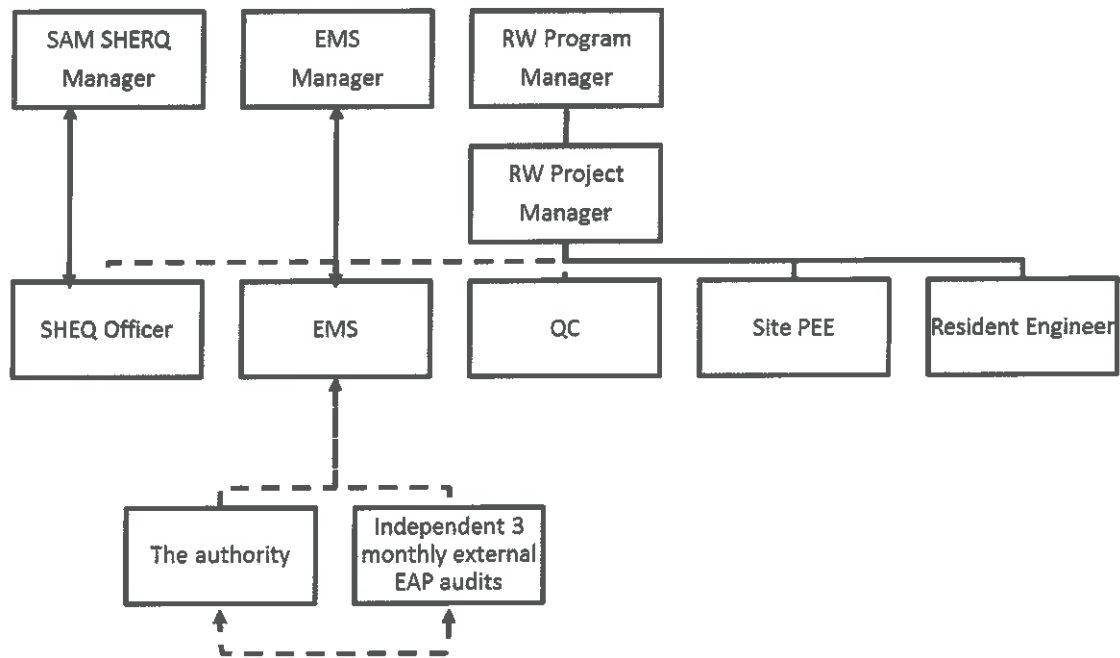 SAM SHERQ
Manager
EMS
Manager
RW Program
Manager
RW Project
Manager
SHEQ Officer
EMS
QC
Site PEE
Resident Engineer
The authority
Independent 3
monthly external
EAP audits